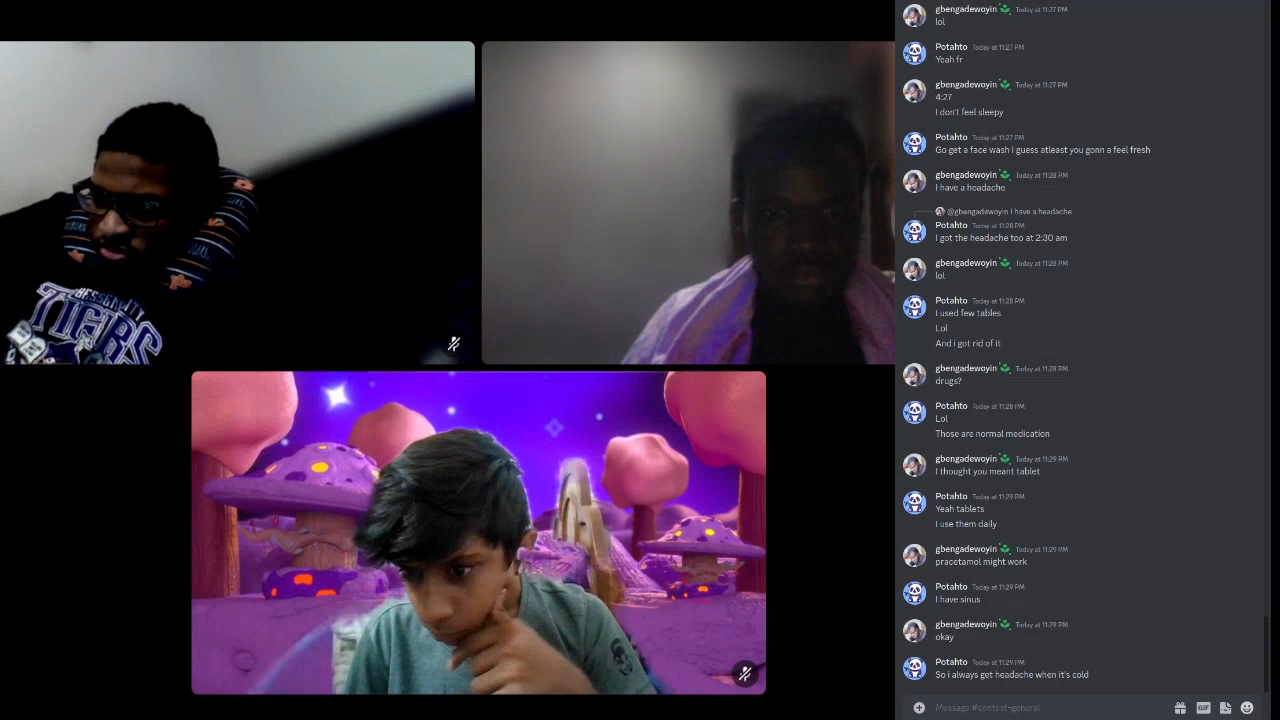 BESSEMER CITY
TIGERS
gbengadewoyin Today at 11:27 PM
lol
Potahto Today at 11:27 PM
Yeah fr
gbengadewoyin Today at 11:27 PM
4:27
I don't feel sleepy
Potahto Today at 11:27 PM
Go get a face wash I guess atleast you gonn a feel fresh
gbengadewoyin Today at 11:28 PM
I have a headache
@gbengadewoyin I have a headache
Potahto Today at 11:28 PM
I got the headache too at 2:30 am
gbengadewoyin Today at 11:28 PM
lol
Potahto Today at 11:28 PM
I used few tables
Lol
And i got rid of it
gbengadewoyin Today at 11:28 PM
drugs?
Potahto Today at 11:28 PM
Lol
Those are normal medication
gbengadewoyin Today at 11:29 PM
I thought you meant tablet
Potahto Today at 11:29 PM
Yeah tablets
I use them daily
gbengadewoyin Today at 11:29 PM
pracetamol might work
Potahto Today at 11:29 PM
I have sinus
gbengadewoyin Today at 11:29 PM
okay
Potahto Today at 11:29 PM
So i always get headache when it's cold
Message #contest-general
GIF